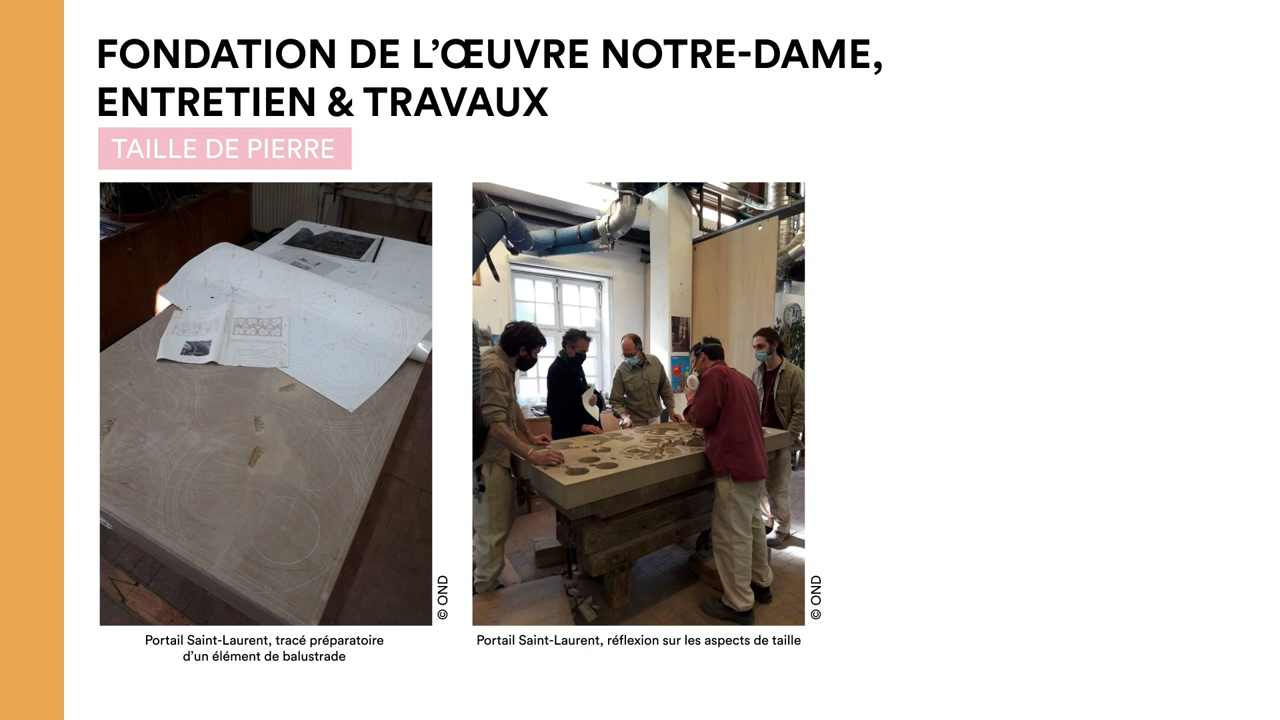 FONDATION DE L’ŒUVRE NOTRE-DAME,
ENTRETIEN & TRAVAUX
TAILLE DE PIERRE
© OND
© OND
Portail Saint-Laurent, tracé préparatoire
d’un élément de balustrade
Portail Saint-Laurent, réflexion sur les aspects de taille